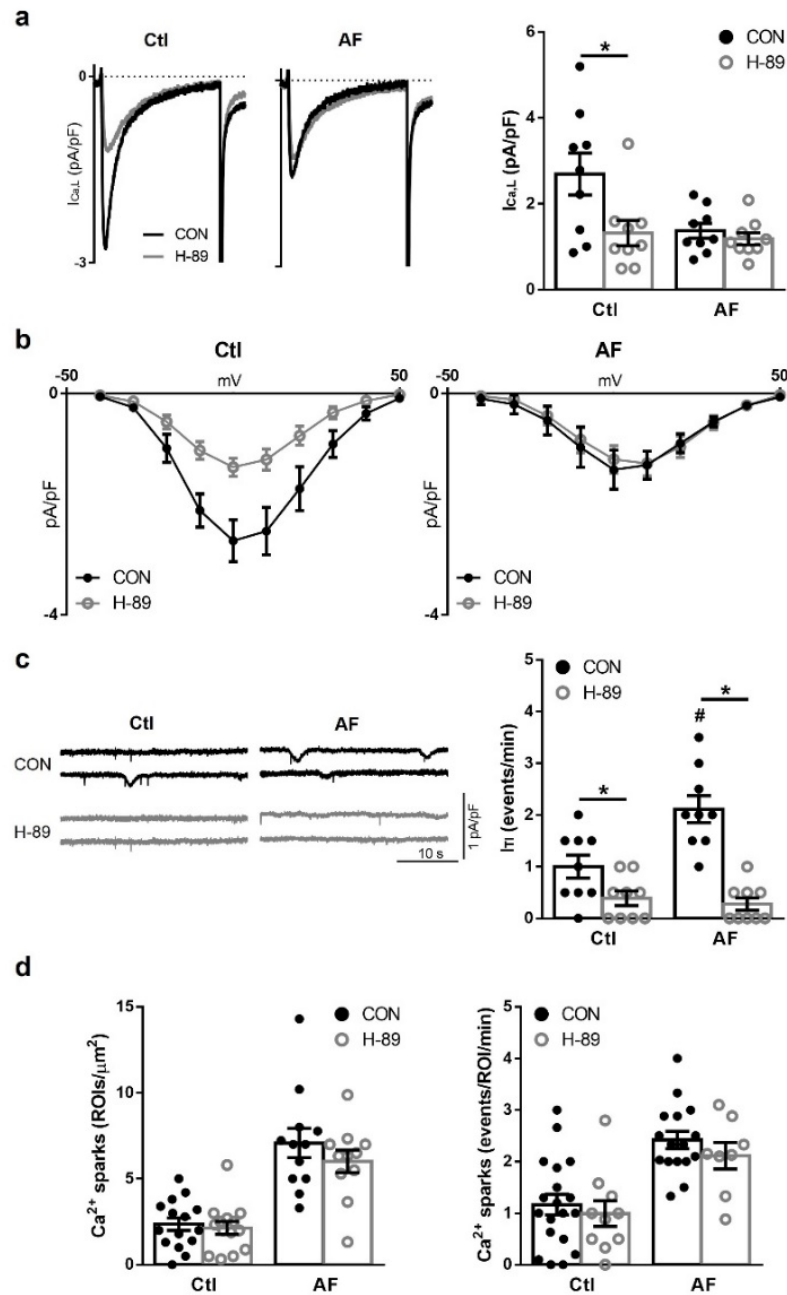 a
Ctl
AF
0
-3
I_Ca,L (pA/pF)
CON
H-89
6
4
2
0
I_Ca,L (pA/pF)
*
CON
H-89
Ctl
AF
b
Ctl
AF
-50
0
mV
50
pA/pF
-4
CON
H-89
-50
0
mV
50
pA/pF
-4
CON
H-89
c
Ctl
AF
CON
H-89
1 pA/pF
10 s
5
4
3
2
1
0
I_TI (events/min)
CON
H-89
*
#
*
Ctl
AF
d
15
10
5
0
Ca²⁺ sparks (ROIs/μm²)
CON
H-89
Ctl
AF
5
4
3
2
1
0
Ca²⁺ sparks (events/ROI/min)
CON
H-89
Ctl
AF